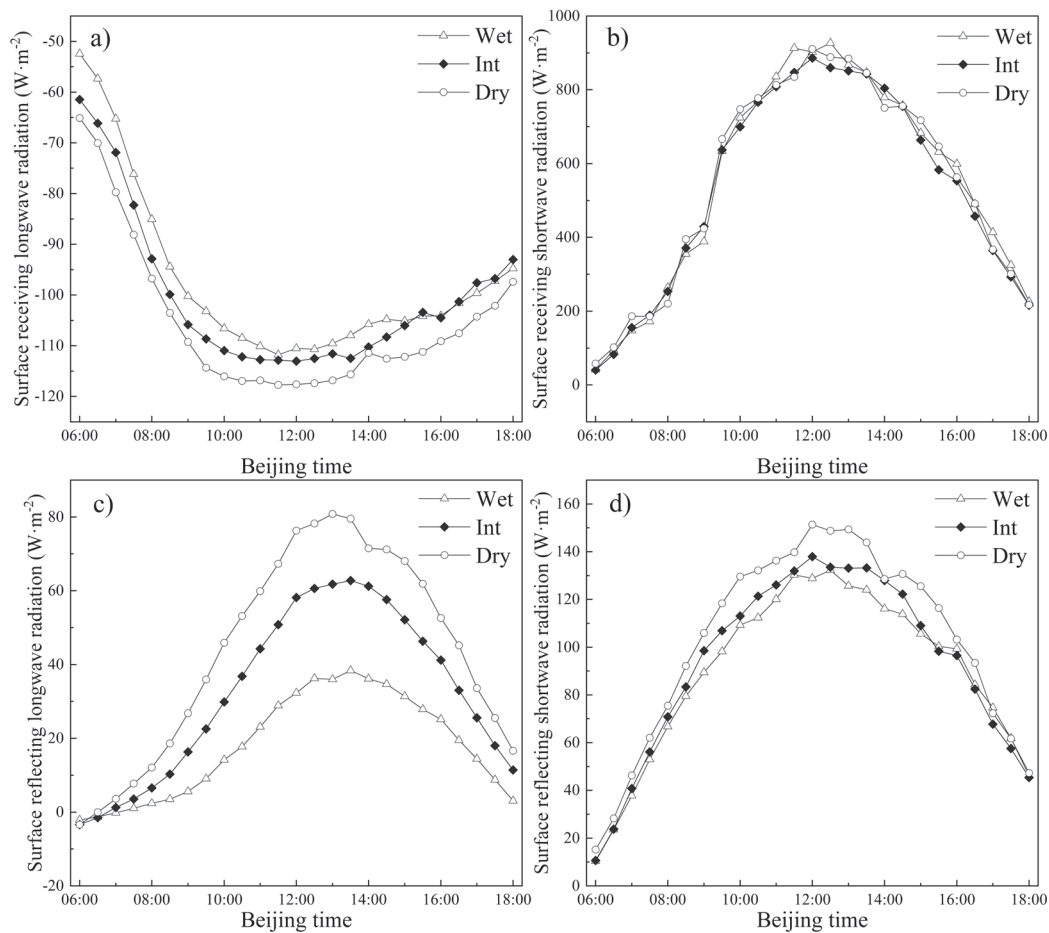 a)
Wet
Int
Dry
Surface receiving longwave radiation (W·m⁻²)
-50
-60
-70
-80
-90
-100
-110
-120
06:00 08:00 10:00 12:00 14:00 16:00 18:00
Beijing time
b)
Wet
Int
Dry
Surface receiving shortwave radiation (W·m⁻²)
1000
800
600
400
200
0
06:00 08:00 10:00 12:00 14:00 16:00 18:00
Beijing time
c)
Wet
Int
Dry
Surface reflecting longwave radiation (W·m⁻²)
80
60
40
20
0
-20
06:00 08:00 10:00 12:00 14:00 16:00 18:00
Beijing time
d)
Wet
Int
Dry
Surface reflecting shortwave radiation (W·m⁻²)
160
140
120
100
80
60
40
20
0
06:00 08:00 10:00 12:00 14:00 16:00 18:00
Beijing time